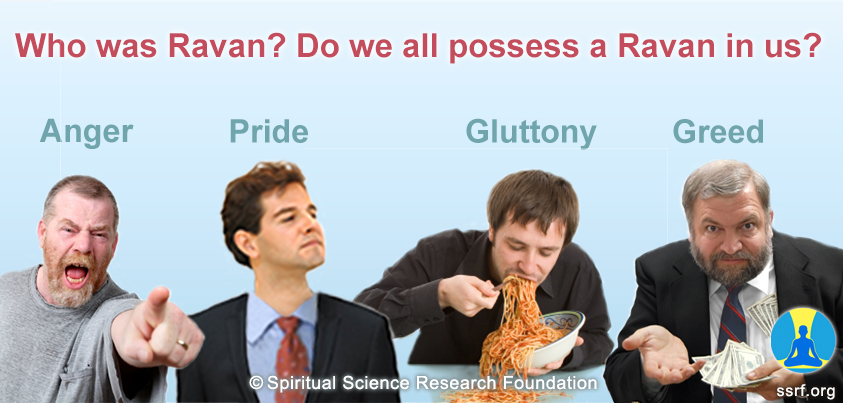 Who was Ravan? Do we all possess a Ravan in us?
Anger Pride Gluttony Greed
© Spiritual Science Research Foundation
ssrf.org